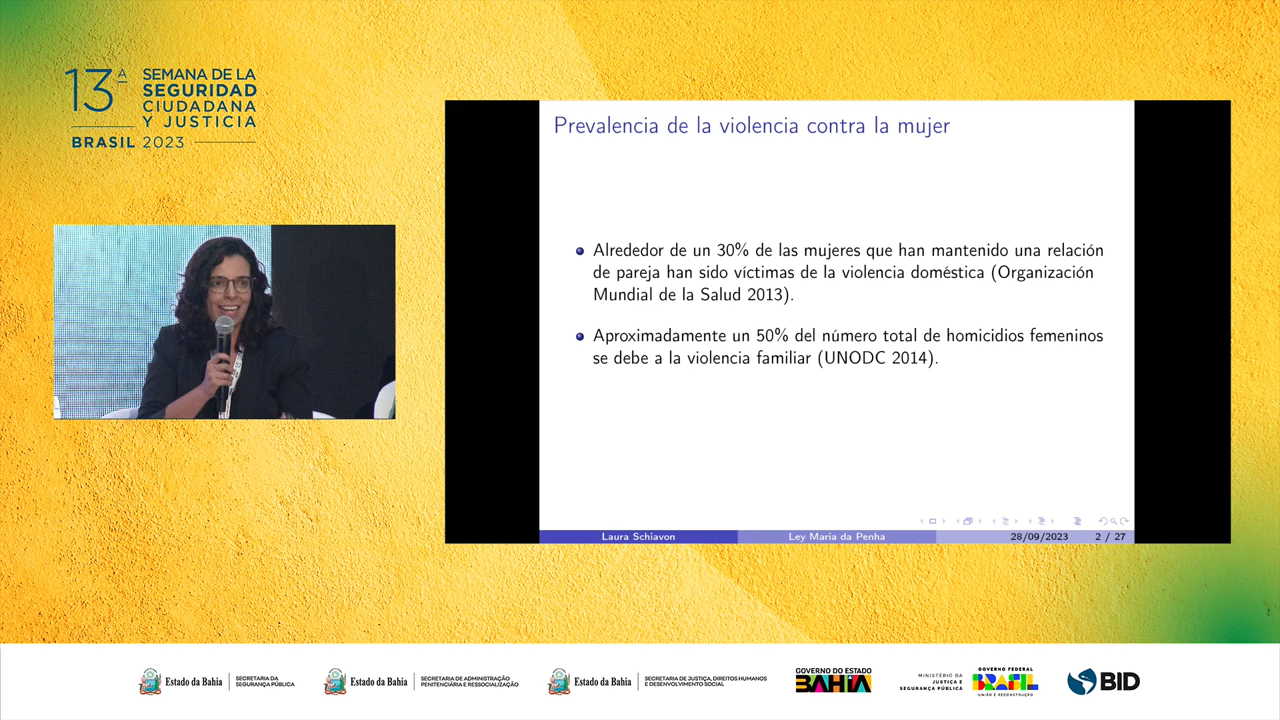 13A
SEMANA DE LA
SEGURIDAD
CIUDADANA
Y JUSTICIA
BRASIL 2023
Prevalencia de la violencia contra la mujer
Alrededor de un 30% de las mujeres que han mantenido una relación
de pareja han sido víctimas de la violencia doméstica (Organización
Mundial de la Salud 2013).
Aproximadamente un 50% del número total de homicidios femeninos
se debe a la violencia familiar (UNODC 2014).
Laura Schiavon
Ley Maria da Penha
28/09/2023
2 / 27
Estado da Bahia
SECRETARIA DA
SEGURANÇA PÚBLICA
Estado da Bahia
SECRETARIA DE ADMINISTRAÇÃO
PENITENCIÁRIA E RESSOCIALIZAÇÃO
Estado da Bahia
SECRETARIA DE JUSTIÇA, DIREITOS HUMANOS
E DESENVOLVIMENTO SOCIAL
GOVERNO DO ESTADO
BAHIA
MINISTÉRIO DA
JUSTIÇA E
SEGURANÇA PÚBLICA
GOVERNO FEDERAL
BRASIL
UNIÃO E RECONSTRUÇÃO
BID